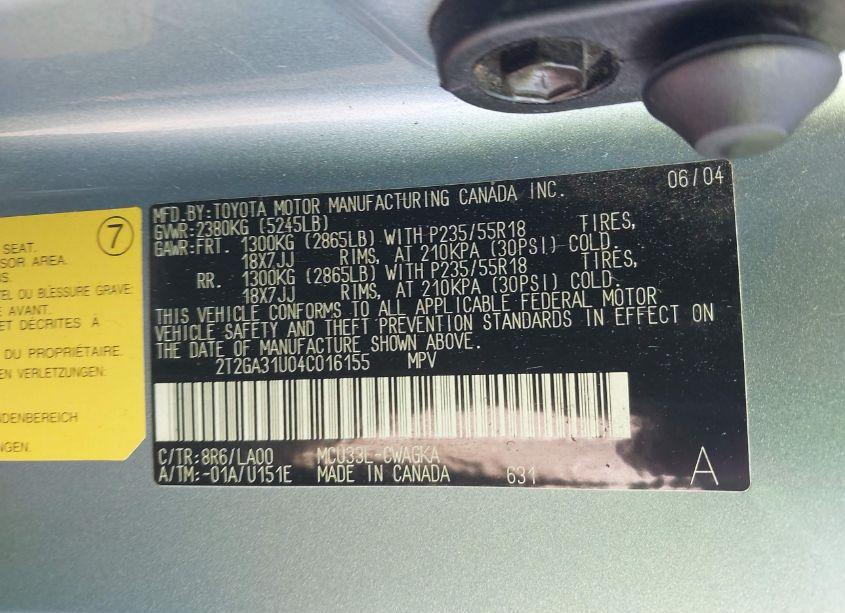 7
SEAT.
SOR AREA.
S.
EL OU BLESSURE GRAVE:
E AVANT.
ET DÉCRITES À
DU PROPRIÉTAIRE.
EN VERLETZUNGEN.
NDENBEREICH
NGEN.
06/04
MFD.BY:TOYOTA MOTOR MANUFACTURING CANADA INC.
GVWR:2380KG (5245LB)
GAWR:FRT. 1300KG (2865LB) WITH P235/55R18 TIRES,
18X7JJ RIMS, AT 210KPA (30PSI) COLD.
RR. 1300KG (2865LB) WITH P235/55R18 TIRES,
18X7JJ RIMS, AT 210KPA (30PSI) COLD.
THIS VEHICLE CONFORMS TO ALL APPLICABLE FEDERAL MOTOR
VEHICLE SAFETY AND THEFT PREVENTION STANDARDS IN EFFECT ON
THE DATE OF MANUFACTURE SHOWN ABOVE.
2T2GA31U04C016155 MPV
C/TR:8R6/LA00 MCU33L-CWAGKA
A/TM:-01A/U151E MADE IN CANADA 631 A